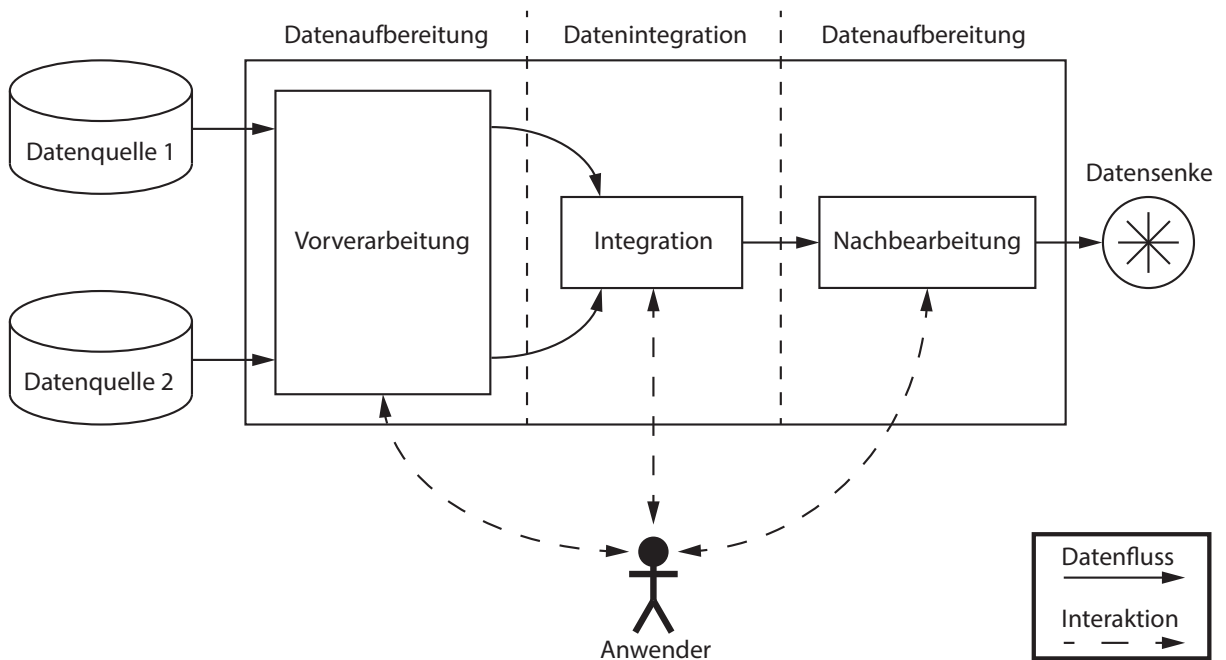 Datenaufbereitung
Datenintegration
Datenaufbereitung
Datenquelle 1
Datenquelle 2
Vorverarbeitung
Integration
Nachbearbeitung
Datensenke
Anwender
Datenfluss
Interaktion